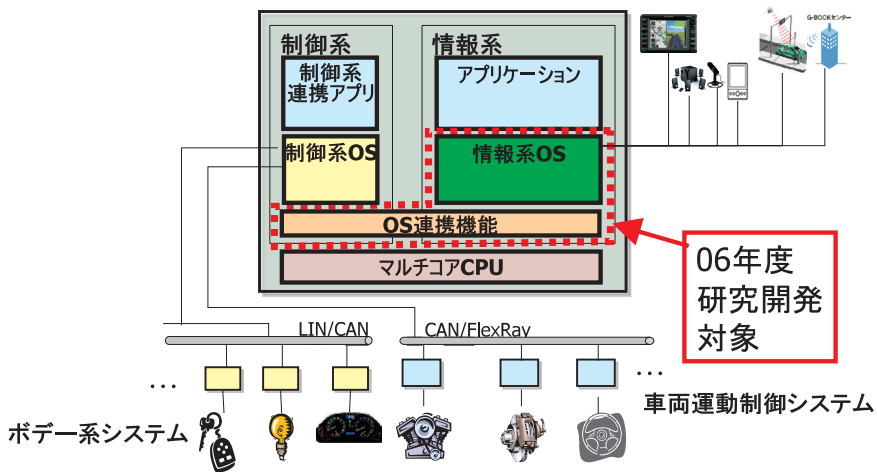 G-BOOKセンター
制御系
情報系
制御系
連携アプリ
アプリケーション
制御系OS
情報系OS
OS連携機能
マルチコアCPU
06年度
研究開発
対象
LIN/CAN
CAN/FlexRay
...
...
車両運動制御システム
ボデー系システム